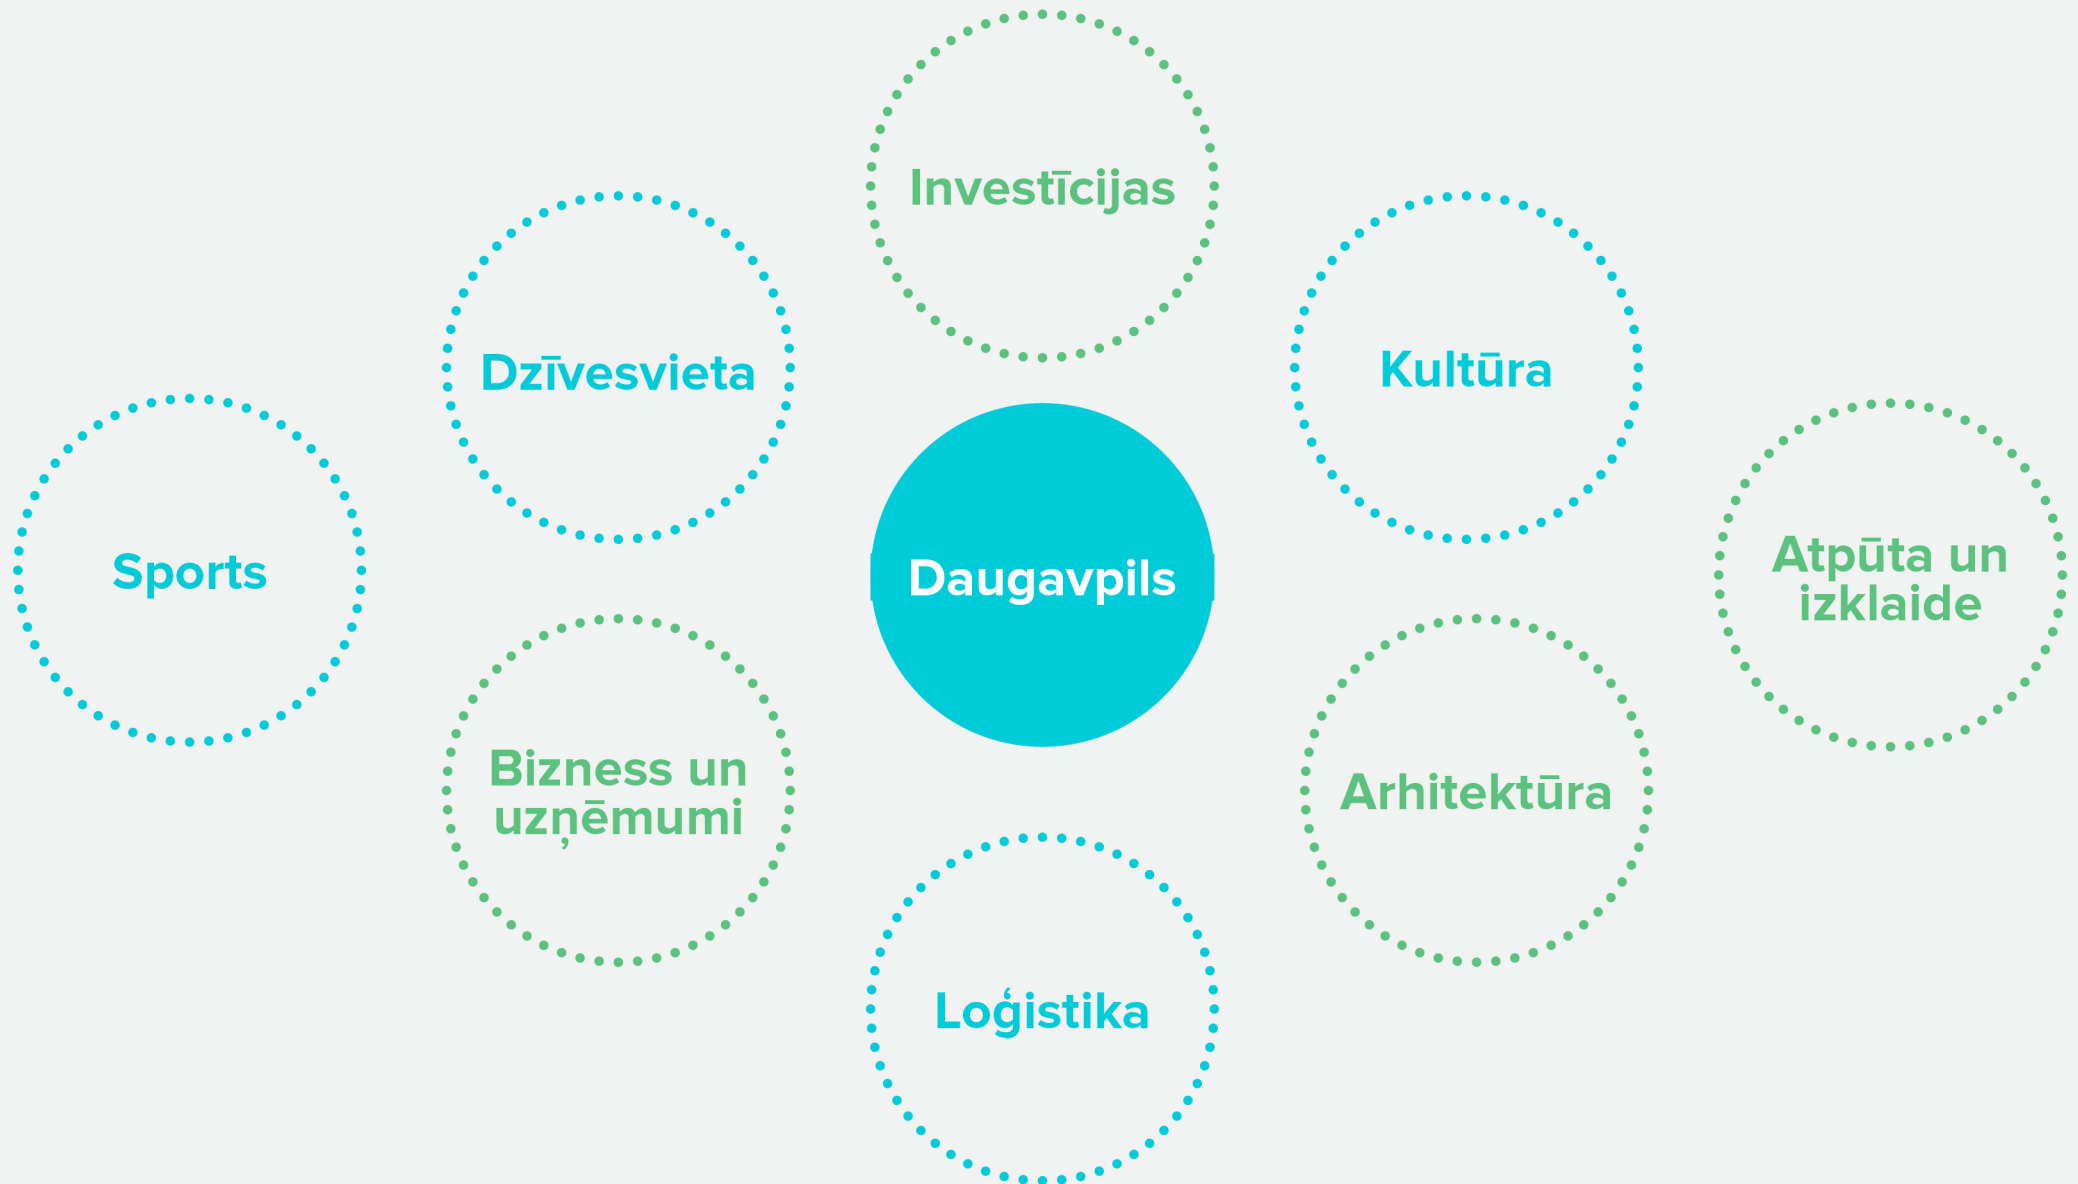 Investīcijas
Dzīvesvieta
Kultūra
Sports
Daugavpils
Atpūta un
izklaide
Bizness un
uzņēmumi
Arhitektūra
Loģistika